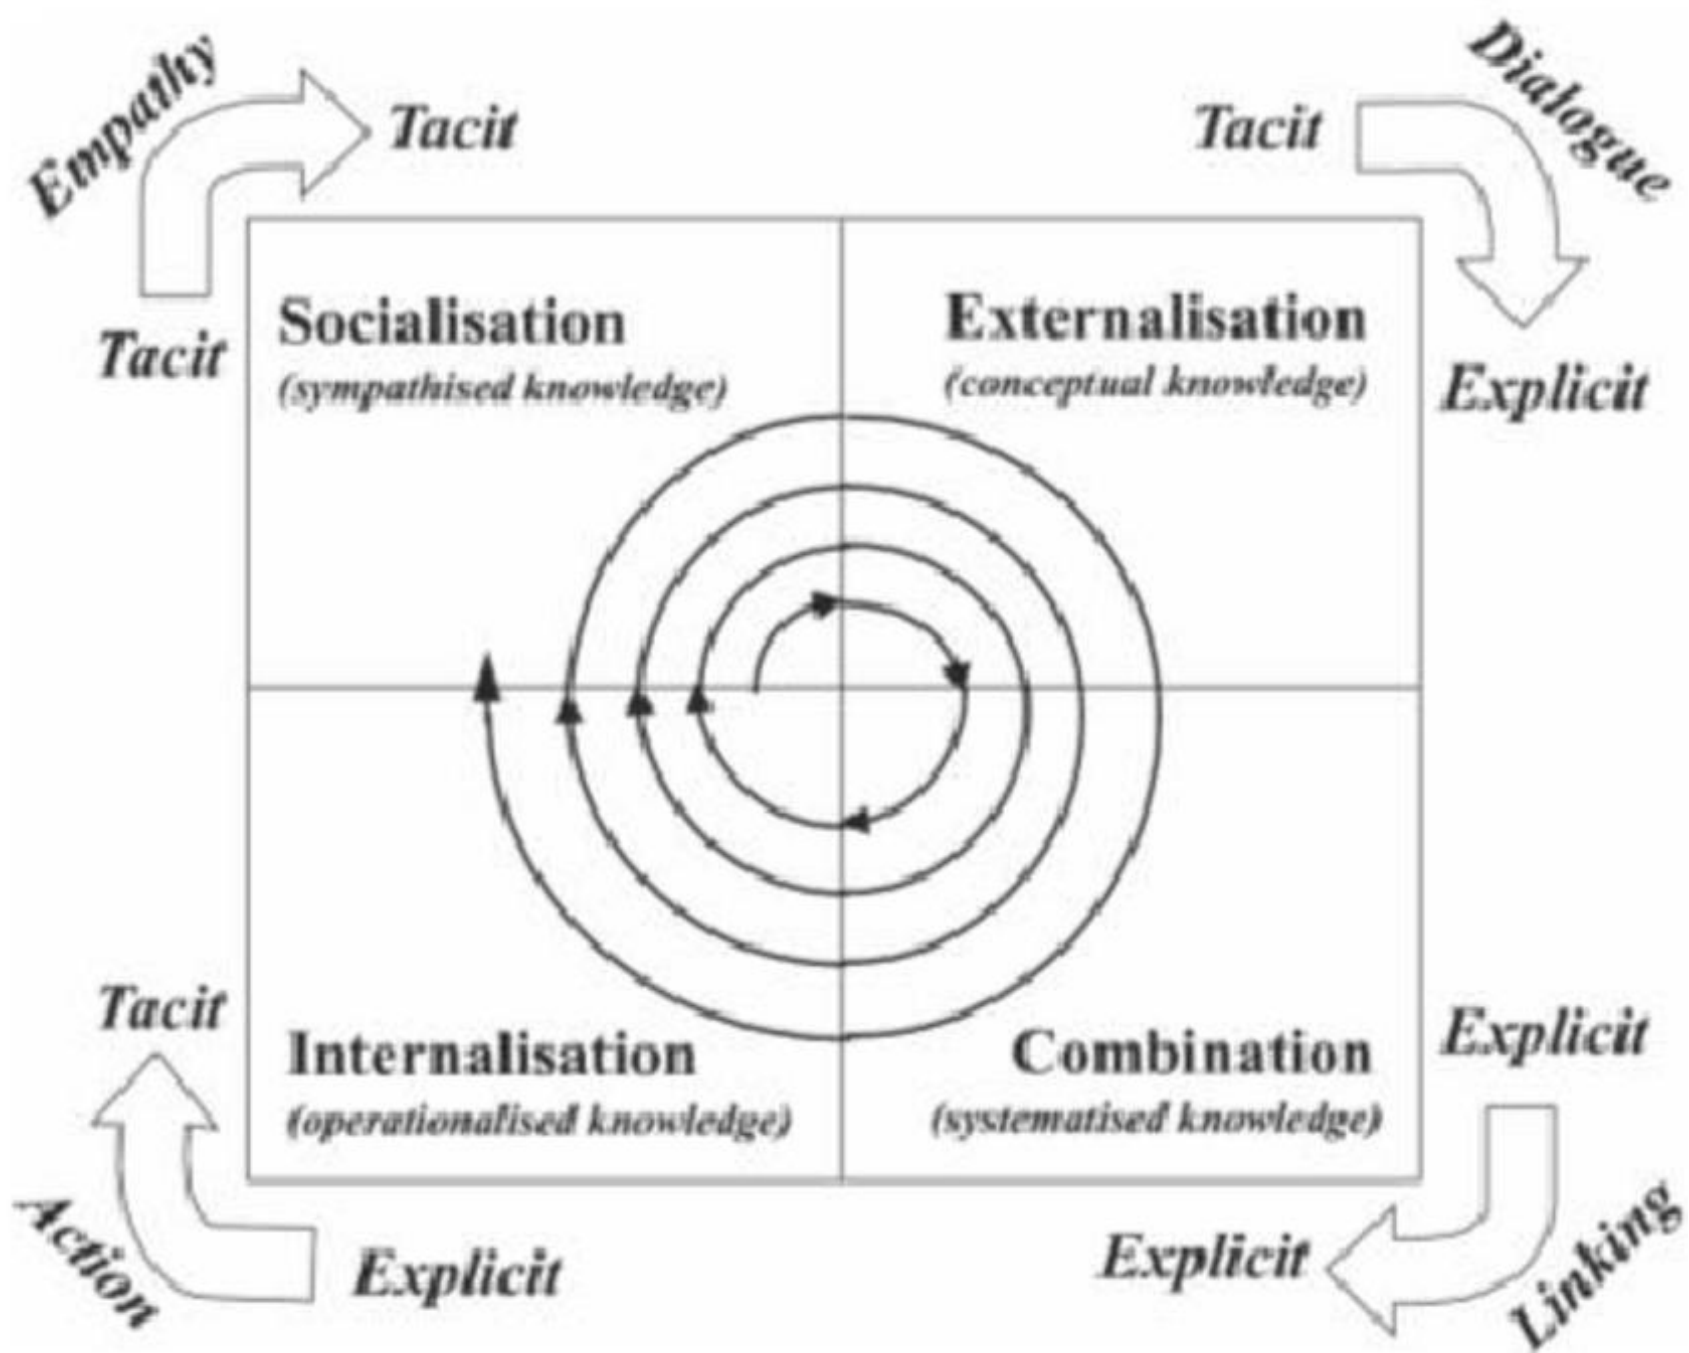 Empathy
Tacit
Tacit
Dialogue
Tacit
Explicit
Socialisation
(sympathised knowledge)
Externalisation
(conceptual knowledge)
Tacit
Internalisation
(operationalised knowledge)
Combination
(systematised knowledge)
Explicit
Action
Explicit
Explicit
Linking